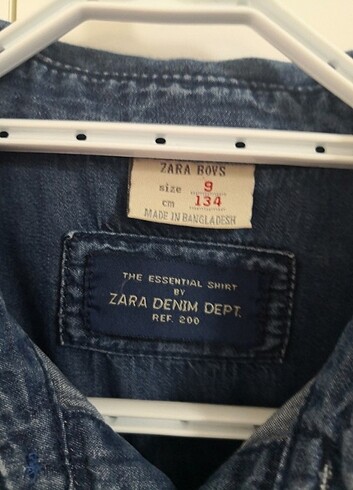 ZARA BOYS
size 9
cm 134
MADE IN BANGLADESH
THE ESSENTIAL SHIRT
BY
ZARA DENIM DEPT.
REF. 200